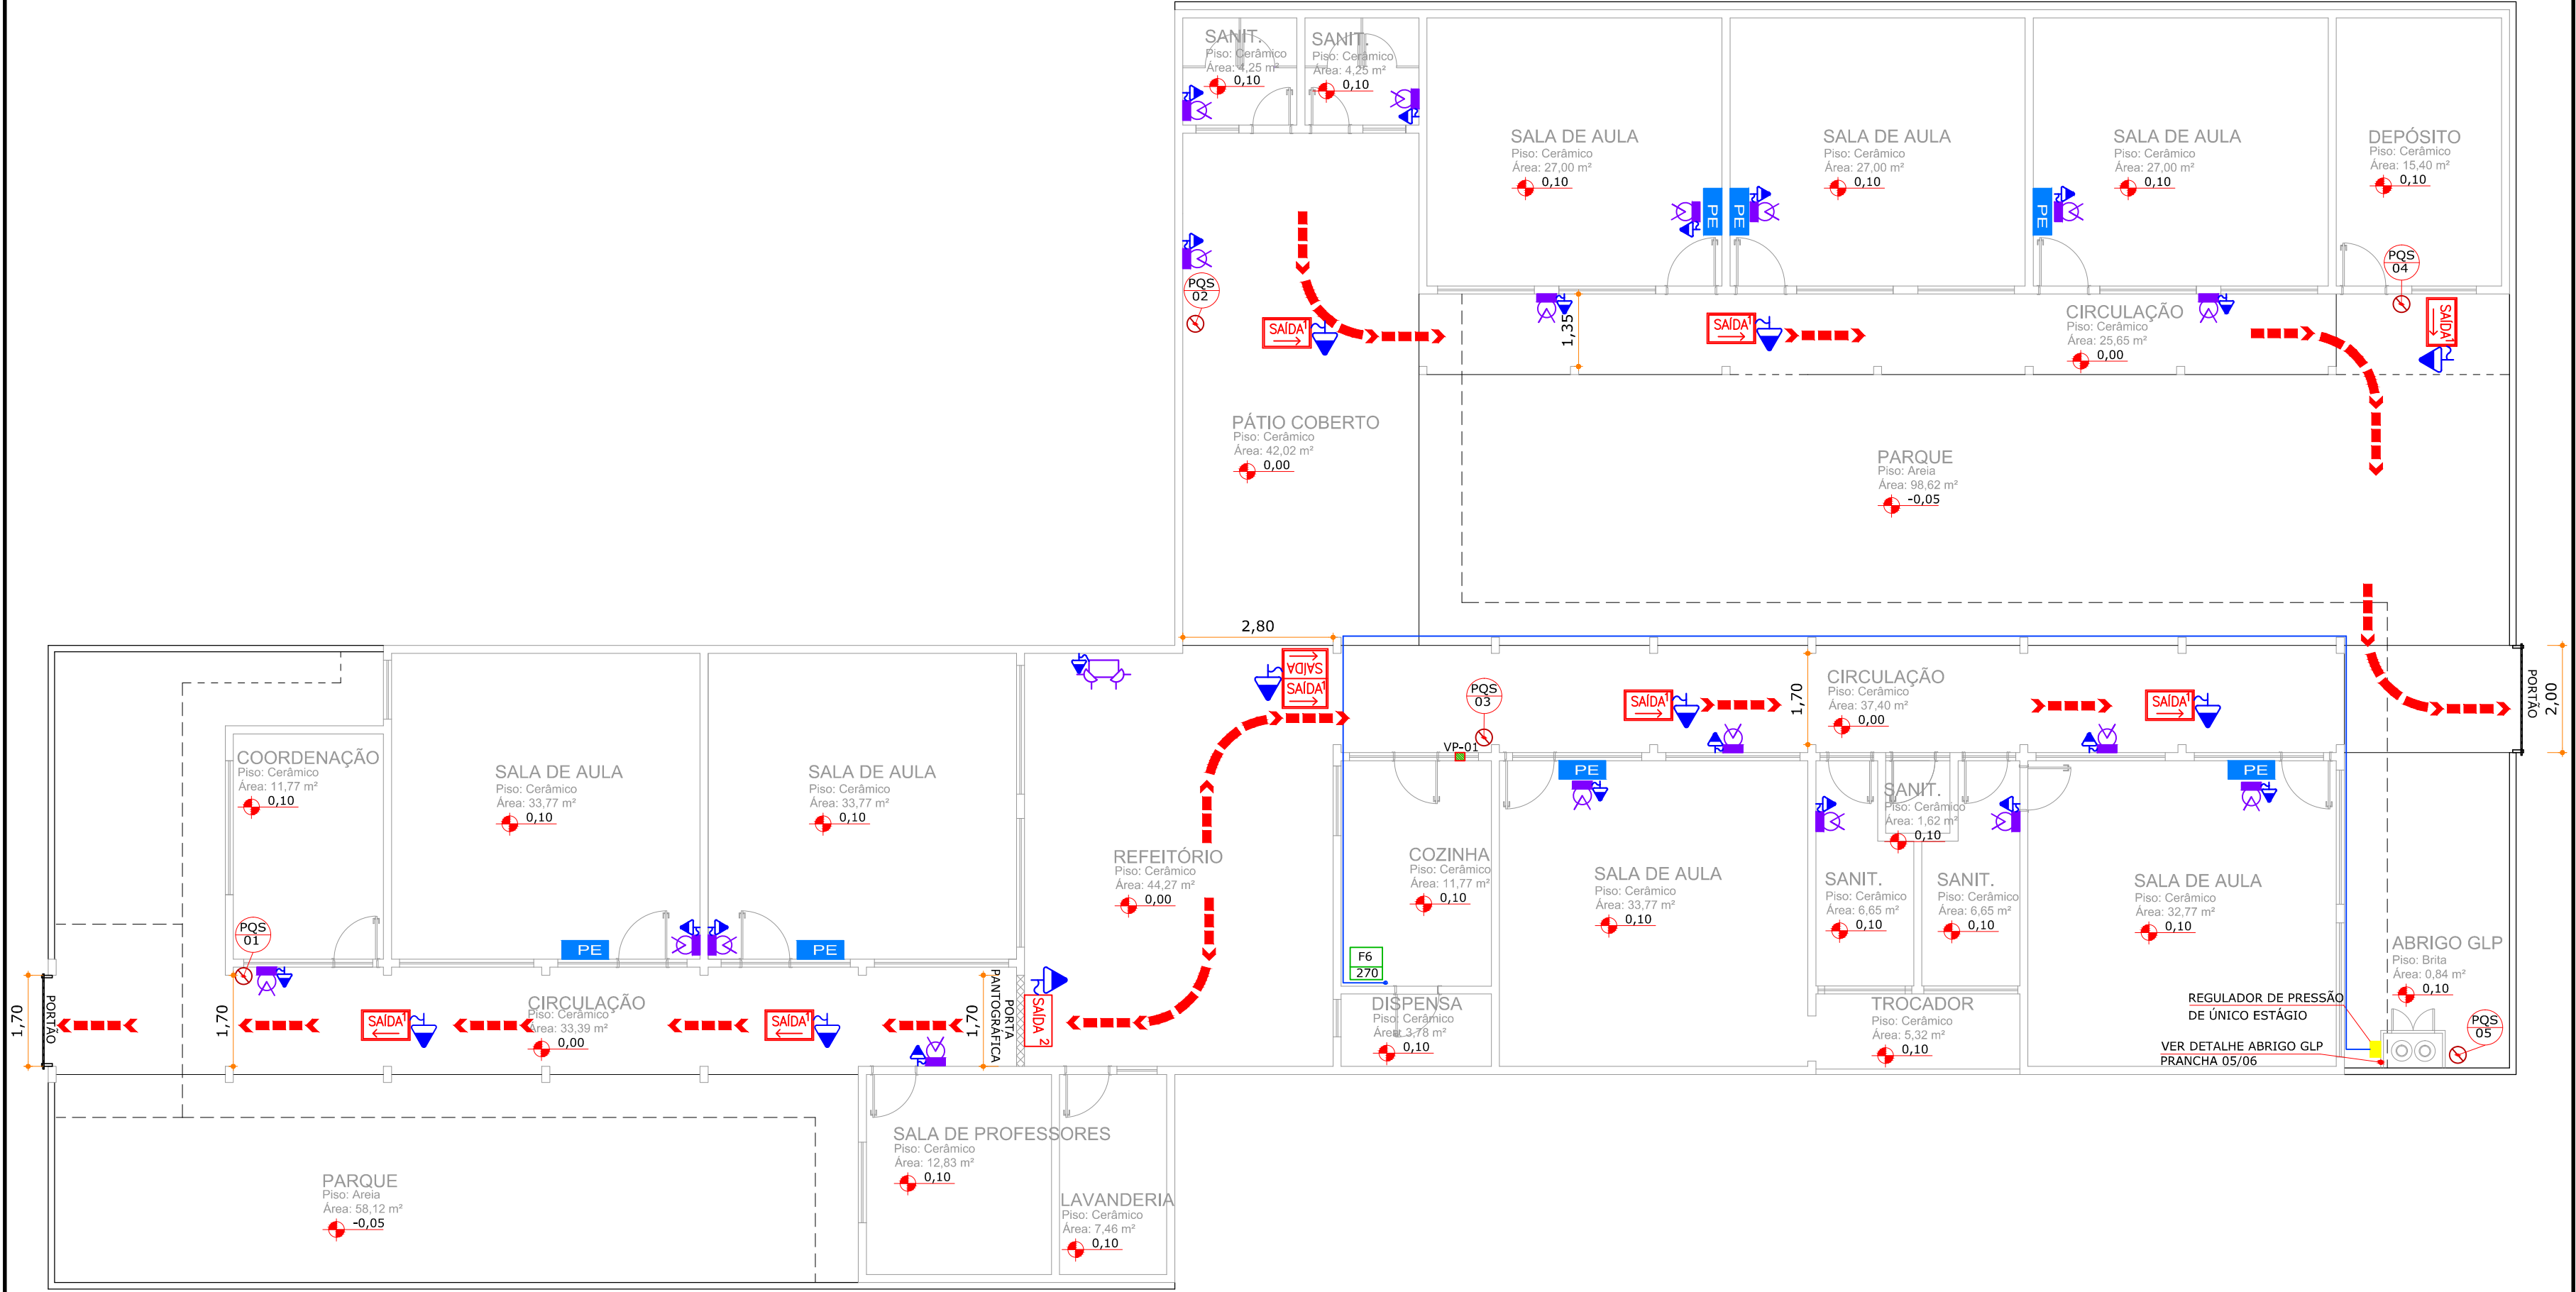 SANIT.
Piso: Cerâmico
Área: 4,25 m²
0,10
SANIT.
Piso: Cerâmico
Área: 4,25 m²
0,10
SALA DE AULA
Piso: Cerâmico
Área: 27,00 m²
0,10
PE
SALA DE AULA
Piso: Cerâmico
Área: 27,00 m²
0,10
PE
SALA DE AULA
Piso: Cerâmico
Área: 27,00 m²
0,10
PE
DEPÓSITO
Piso: Cerâmico
Área: 15,40 m²
0,10
PQS
04
PQS
02
SAÍDA1
1,35
SAÍDA1
CIRCULAÇÃO
Piso: Cerâmico
Área: 25,65 m²
0,00
SAÍDA1
PÁTIO COBERTO
Piso: Cerâmico
Área: 42,02 m²
0,00
PARQUE
Piso: Areia
Área: 98,62 m²
-0,05
2,80
SAÍDA
SAÍDA1
PQS
03
VP-01
SAÍDA1
1,70
CIRCULAÇÃO
Piso: Cerâmico
Área: 37,40 m²
0,00
SAÍDA1
PORTÃO
2,00
COORDENAÇÃO
Piso: Cerâmico
Área: 11,77 m²
0,10
SALA DE AULA
Piso: Cerâmico
Área: 33,77 m²
0,10
PE
SALA DE AULA
Piso: Cerâmico
Área: 33,77 m²
0,10
PE
REFEITÓRIO
Piso: Cerâmico
Área: 44,27 m²
0,00
COZINHA
Piso: Cerâmico
Área: 11,77 m²
0,10
F6
270
PE
SALA DE AULA
Piso: Cerâmico
Área: 33,77 m²
0,10
SANIT.
Piso: Cerâmico
Área: 1,62 m²
0,10
SANIT.
Piso: Cerâmico
Área: 6,65 m²
0,10
SANIT.
Piso: Cerâmico
Área: 6,65 m²
0,10
PE
SALA DE AULA
Piso: Cerâmico
Área: 32,77 m²
0,10
ABRIGO GLP
Piso: Brita
Área: 0,84 m²
0,10
PQS
01
1,70
PORTÃO
1,70
SAÍDA1
CIRCULAÇÃO
Piso: Cerâmico
Área: 33,39 m²
0,00
SAÍDA1
1,70
PORTA
PANTOGRÁFICA
SAÍDA 2
DISPENSA
Piso: Cerâmico
Área: 3,78 m²
0,10
TROCADOR
Piso: Cerâmico
Área: 5,32 m²
0,10
REGULADOR DE PRESSÃO
DE ÚNICO ESTÁGIO
VER DETALHE ABRIGO GLP
PRANCHA 05/06
PQS
05
SALA DE PROFESSORES
Piso: Cerâmico
Área: 12,83 m²
0,10
LAVANDERIA
Piso: Cerâmico
Área: 7,46 m²
0,10
PARQUE
Piso: Areia
Área: 58,12 m²
-0,05